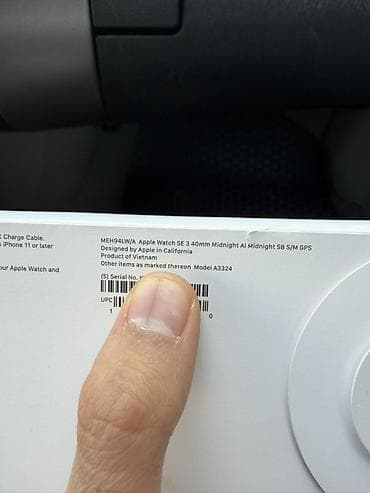 Charge Cable.
iPhone 11 or later
our Apple Watch and
MEH94LW/A Apple Watch SE 3 40mm Midnight Al Midnight SB S/M GPS
Designed by Apple in California
Product of Vietnam
Other items as marked thereon Model A3324
(S) Serial No.
UPC
1
0